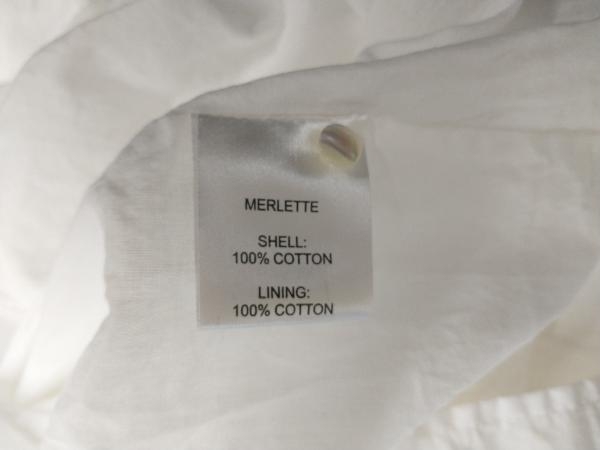 MERLETTE
SHELL:
100% COTTON
LINING:
100% COTTON